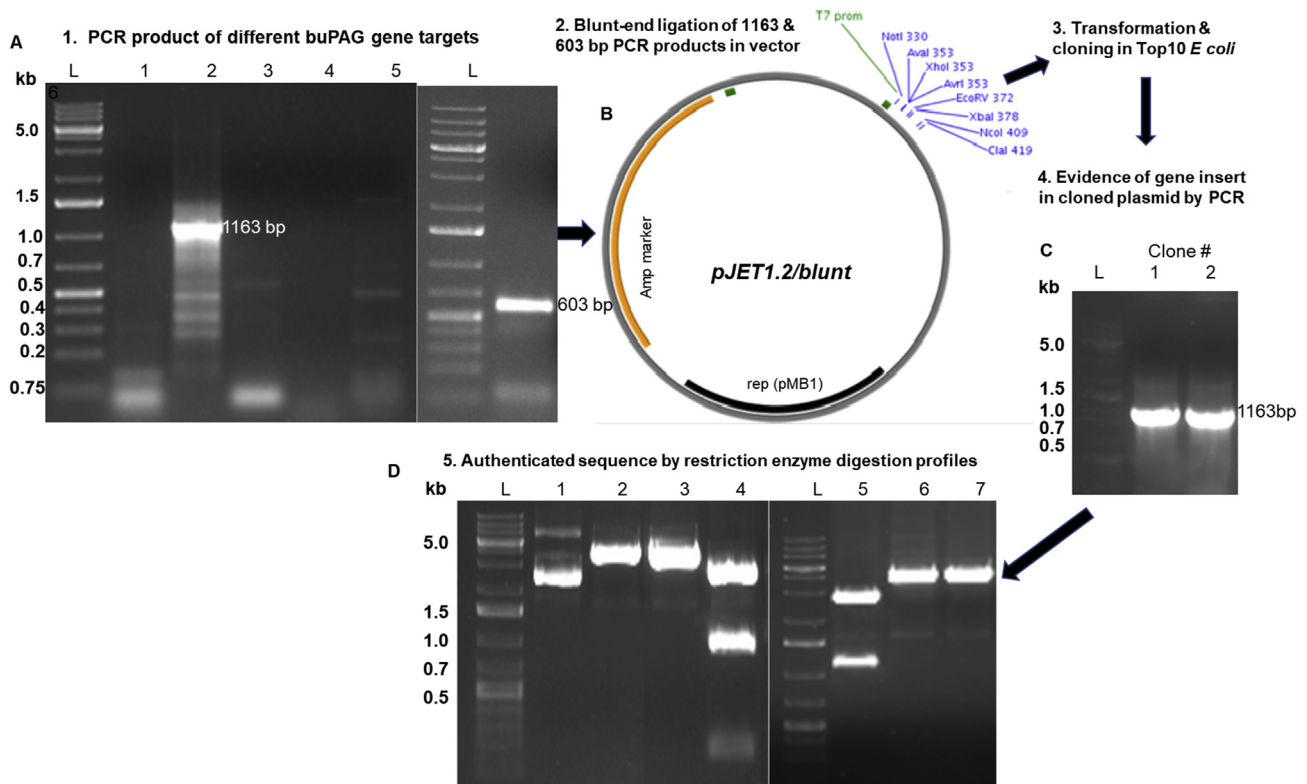 A
1. PCR product of different buPAG gene targets
kb
L 1 2 3 4 5
L
6
5.0
1.5
1.0
0.7
0.5
0.4
0.3
0.2
0.75
1163 bp
603 bp
2. Blunt-end ligation of 1163 &
603 bp PCR products in vector
B
T7 prom
NotI 330
AvaI 353
XhoI 353
AvrI 353
EcoRV 372
XbaI 378
NcoI 409
ClaI 419
Amp marker
pJET1.2/blunt
rep (pMB1)
3. Transformation &
cloning in Top10 E coli
4. Evidence of gene insert
in cloned plasmid by PCR
C
Clone #
L 1 2
kb
5.0
1.5
1.0
0.7
0.5
1163bp
D
5. Authenticated sequence by restriction enzyme digestion profiles
kb
L 1 2 3 4
L 5 6 7
5.0
1.5
1.0
0.7
0.5